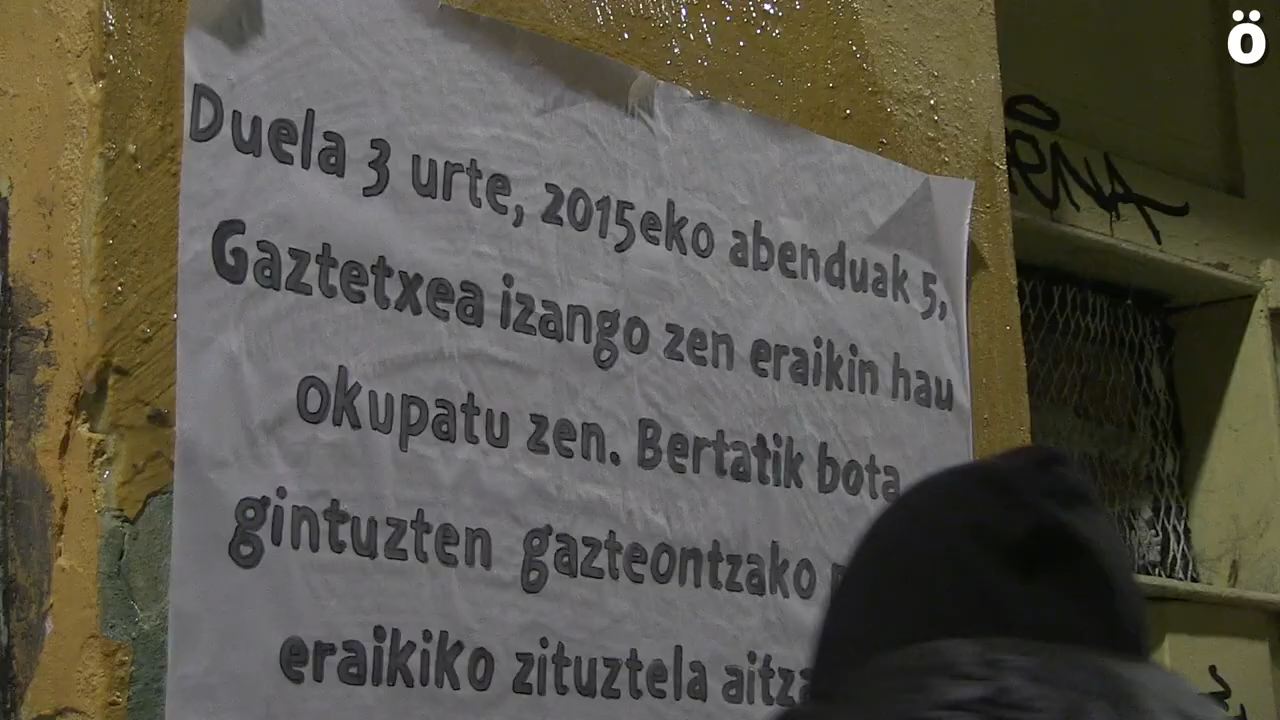 ö
Duela 3 urte, 2015eko abenduak 5,
Gaztetxea izango zen eraikin hau
okupatu zen. Bertatik bota
gintuzten gazteontzako
eraikiko zituztela